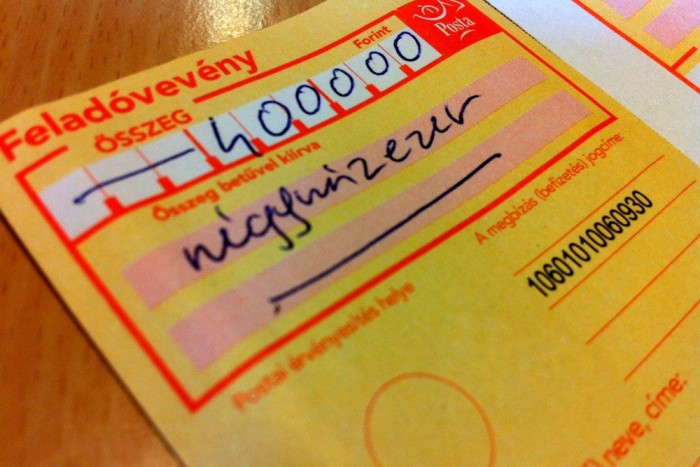 Posta
Feladóvevény
ÖSSZEG
Forint
400000
Összeg betűvel kiírva
négyszázezer
A megbízás (befizetés) jogcíme:
10601010060930
Postai érvényesítés helye
neve, címe: